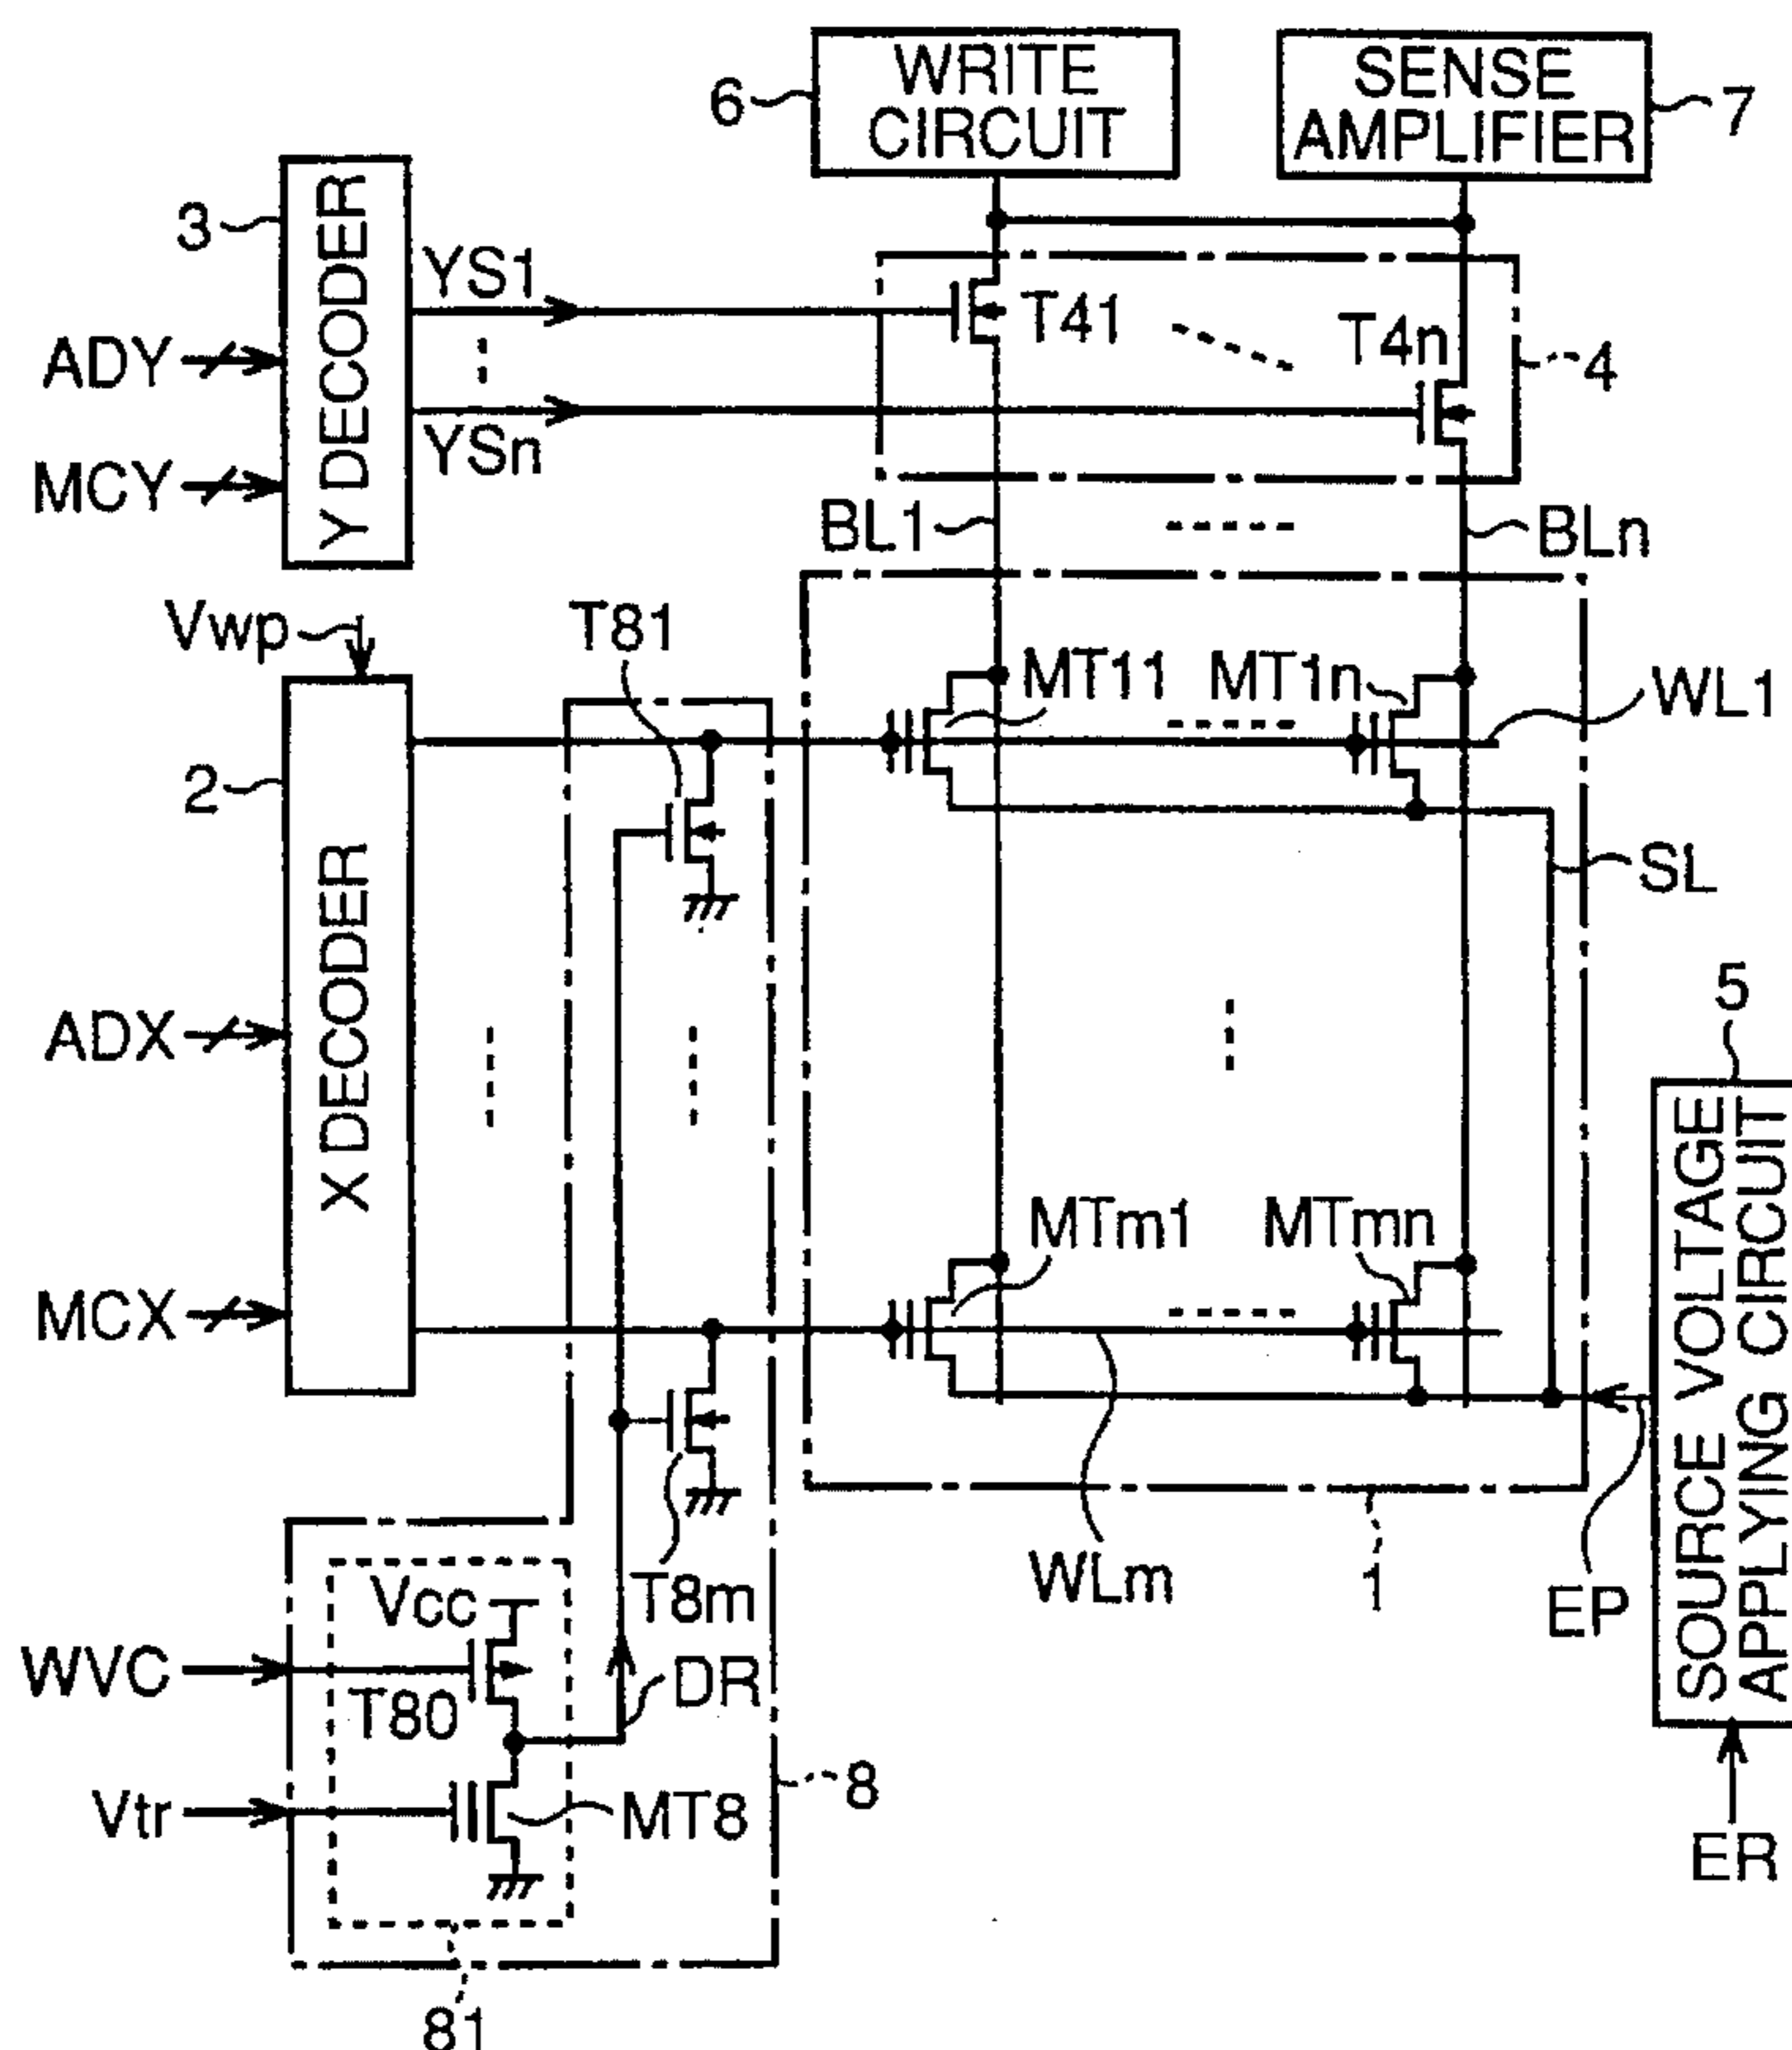 WRITE
CIRCUIT
6
SENSE
AMPLIFIER
7
3
Y DECODER
YS1
YSn
ADY
MCY
T41
T4n
4
BL1
BLn
Vwp
T81
MT11
MT1n
WL1
2
X DECODER
SL
ADX
5
SOURCE VOLTAGE
APPLYING CIRCUIT
MCX
MTm1
MTmn
WLm
1
EP
T8m
Vcc
WVC
T80
DR
8
Vtr
MT8
ER
81